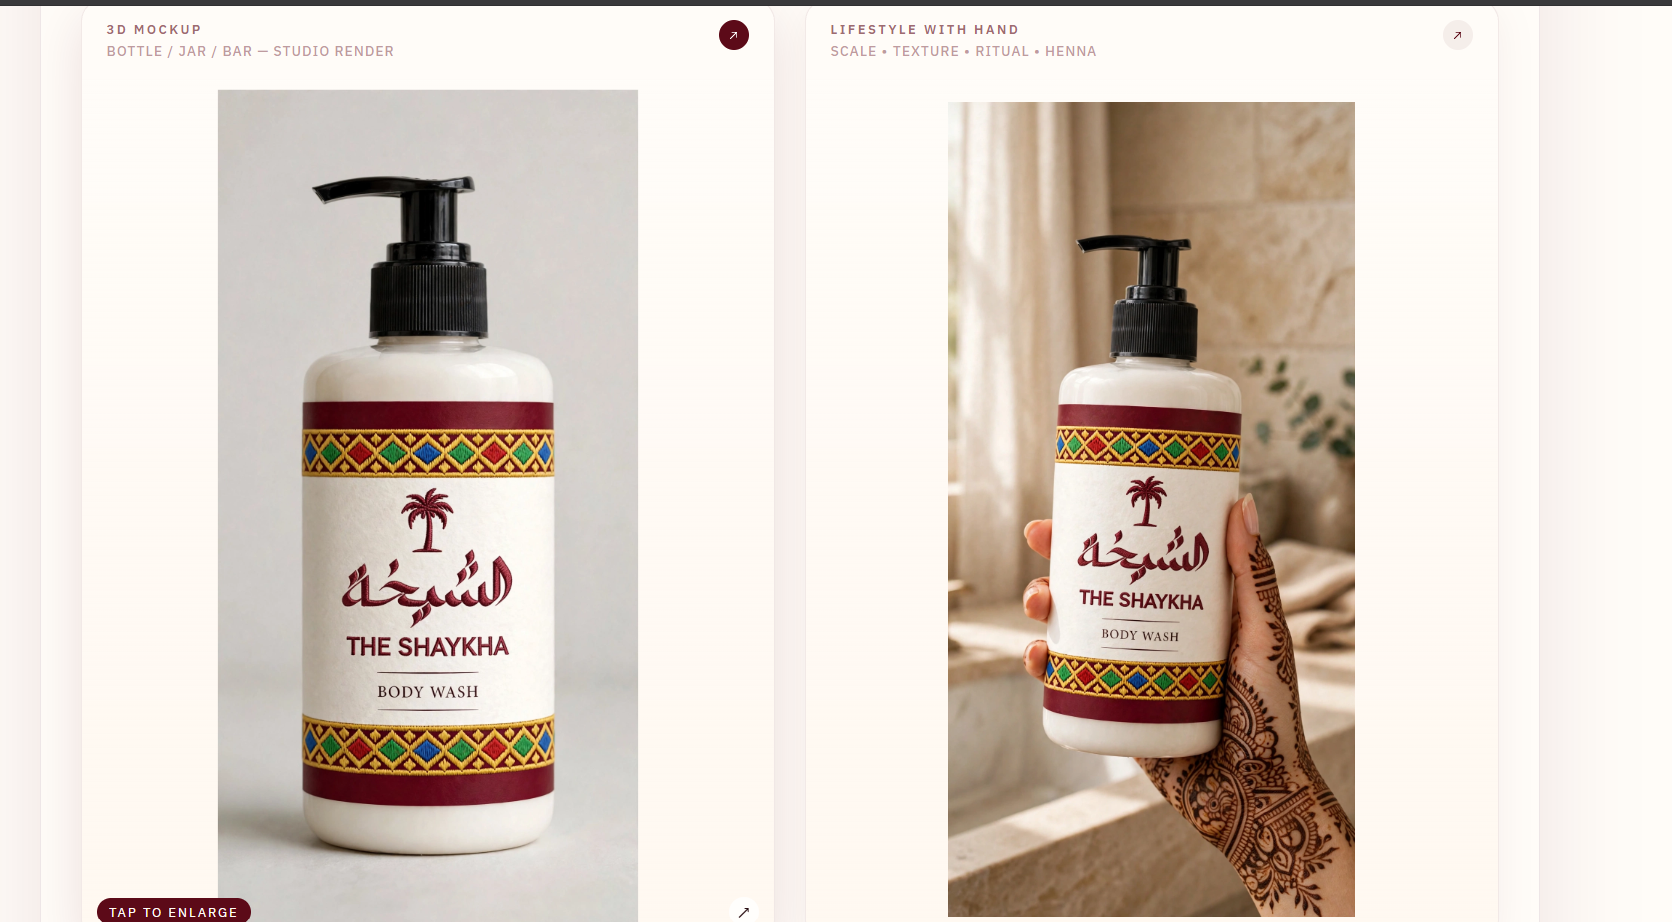 3D MOCKUP
BOTTLE / JAR / BAR — STUDIO RENDER
الشيخة
THE SHAYKHA
BODY WASH
TAP TO ENLARGE
LIFESTYLE WITH HAND
SCALE • TEXTURE • RITUAL • HENNA
الشيخة
THE SHAYKHA
BODY WASH